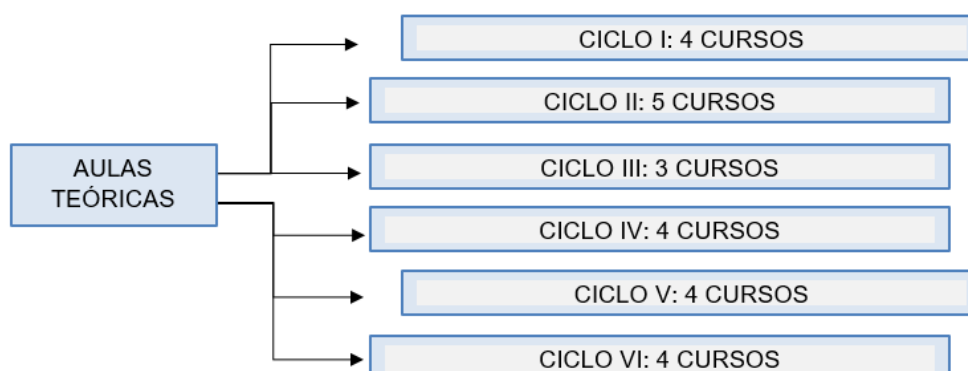 CICLO I: 4 CURSOS
CICLO II: 5 CURSOS
AULAS
TEÓRICAS
CICLO III: 3 CURSOS
CICLO IV: 4 CURSOS
CICLO V: 4 CURSOS
CICLO VI: 4 CURSOS